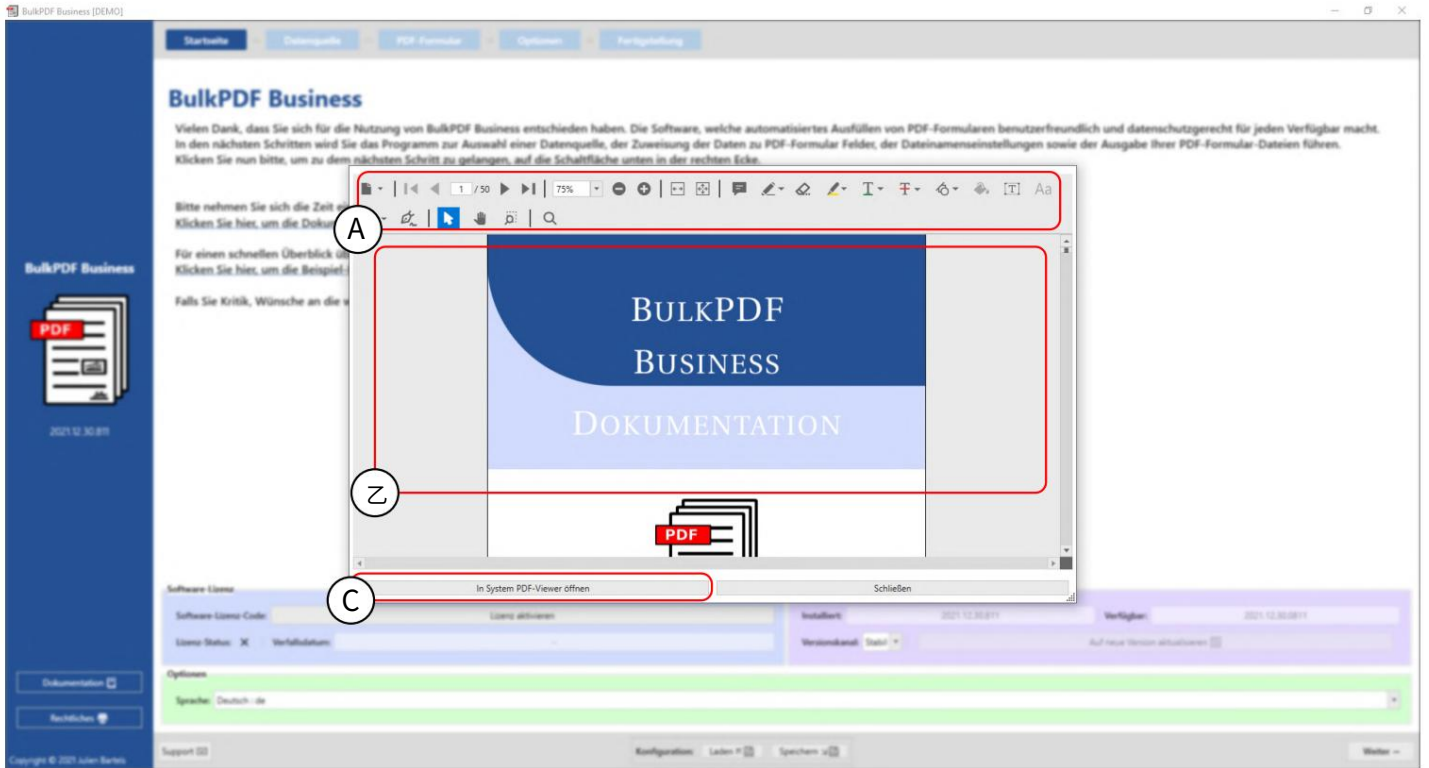 BulkPDF Business [DEMO]
Startseite
Datenquelle
PDF-Formular
Optionen
Fertigstellung
BulkPDF Business
Vielen Dank, dass Sie sich für die Nutzung von BulkPDF Business entschieden haben. Die Software, welche automatisiertes Ausfüllen von PDF-Formularen benutzerfreundlich und datenschutzgerecht für jeden Verfügbar macht.
In den nächsten Schritten wird Sie das Programm zur Auswahl einer Datenquelle, der Zuweisung der Daten zu PDF-Formular Felder, der Dateinamenseinstellungen sowie der Ausgabe Ihrer PDF-Formular-Dateien führen.
Klicken Sie nun bitte, um zu dem nächsten Schritt zu gelangen, auf die Schaltfläche unten in der rechten Ecke.
1 / 50
75%
T
T
[T]
Aa
A
Bitte nehmen Sie sich die Zeit
Klicken Sie hier, um die
Für einen schnellen Überblick
Klicken Sie hier, um die Beispiel-
Falls Sie Kritik, Wünsche an die
BulkPDF Business
PDF
2021.12.30.811
BULKPDF
BUSINESS
DOKUMENTATION
乙
PDF
In System PDF-Viewer öffnen
Schließen
C
Software-Lizenz
Software-Lizenz-Code:
Lizenz aktivieren
Installiert:
2021.12.30.811
Verfügbar:
2021.12.30.0811
Lizenz-Status:
Verfallsdatum:
-
Versionskanal:
Stabil
Auf neue Version aktualisieren
Optionen
Sprache:
Deutsch : de
Dokumentation
Rechtliches
Support
Konfiguration:
Laden
Speichern
Weiter
Copyright © 2021 Julien Bartels